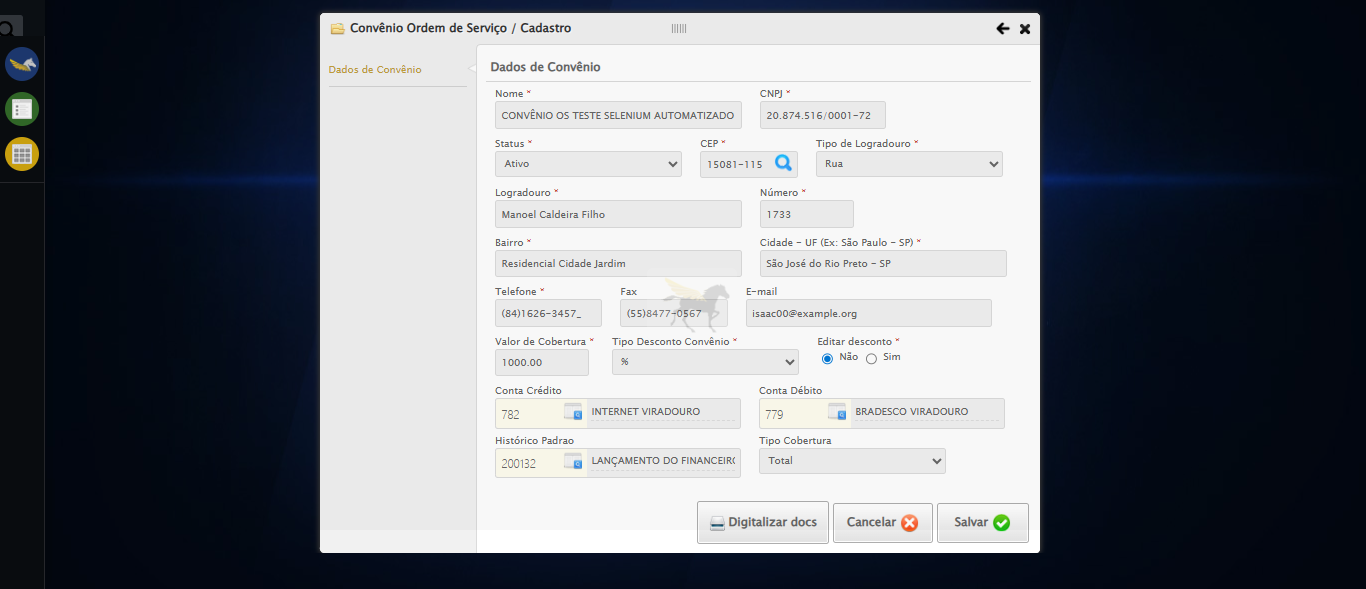 Convênio Ordem de Serviço / Cadastro
Dados de Convênio
Dados de Convênio
Nome * CNPJ *
CONVÊNIO OS TESTE SELENIUM AUTOMATIZADO 20.874.516/0001-72
Status * CEP * Tipo de Logradouro *
Ativo 15081-115 Rua
Logradouro * Número *
Manoel Caldeira Filho 1733
Bairro * Cidade - UF (Ex: São Paulo - SP) *
Residencial Cidade Jardim São José do Rio Preto - SP
Telefone * Fax E-mail
(84)1626-3457_ (55)8477-0567 isaac00@example.org
Valor de Cobertura * Tipo Desconto Convênio * Editar desconto *
1000.00 % Não Sim
Conta Crédito Conta Débito
782 INTERNET VIRADOURO 779 BRADESCO VIRADOURO
Histórico Padrao Tipo Cobertura
200132 LANÇAMENTO DO FINANCEIRO Total
Digitalizar docs Cancelar Salvar